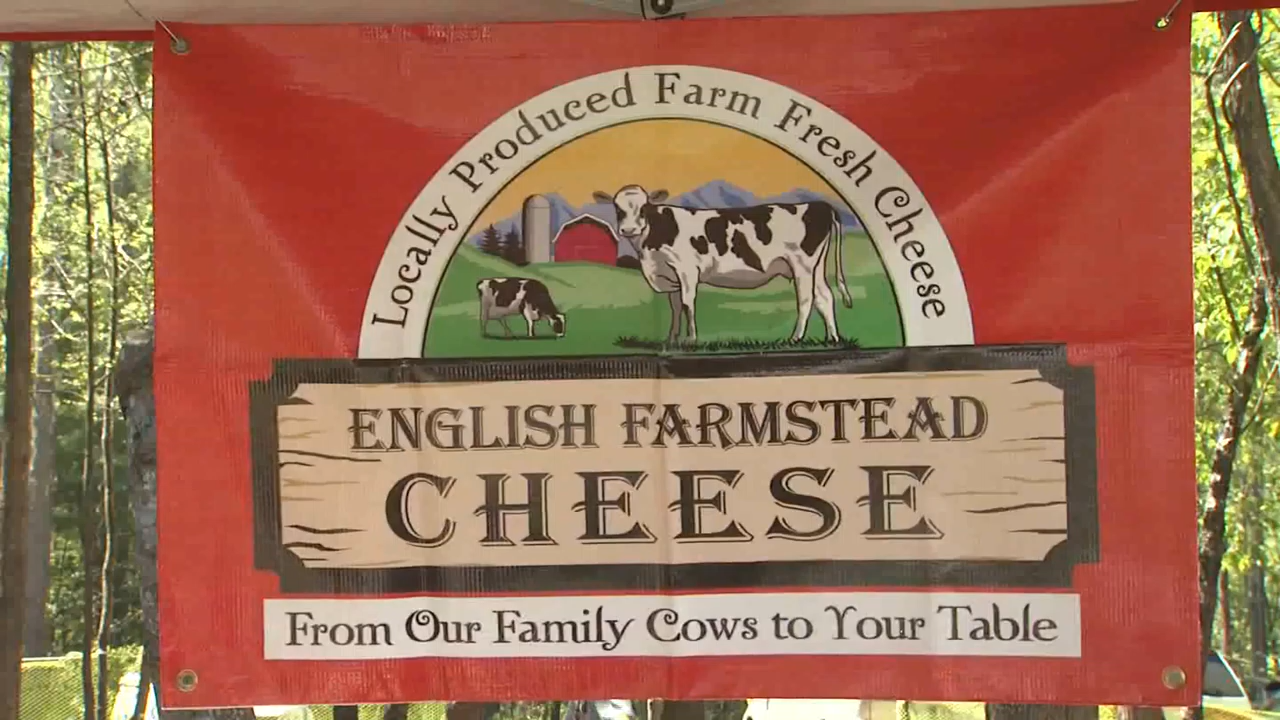 Locally Produced Farm Fresh Cheese
ENGLISH FARMSTEAD
CHEESE
From Our Family Cows to Your Table